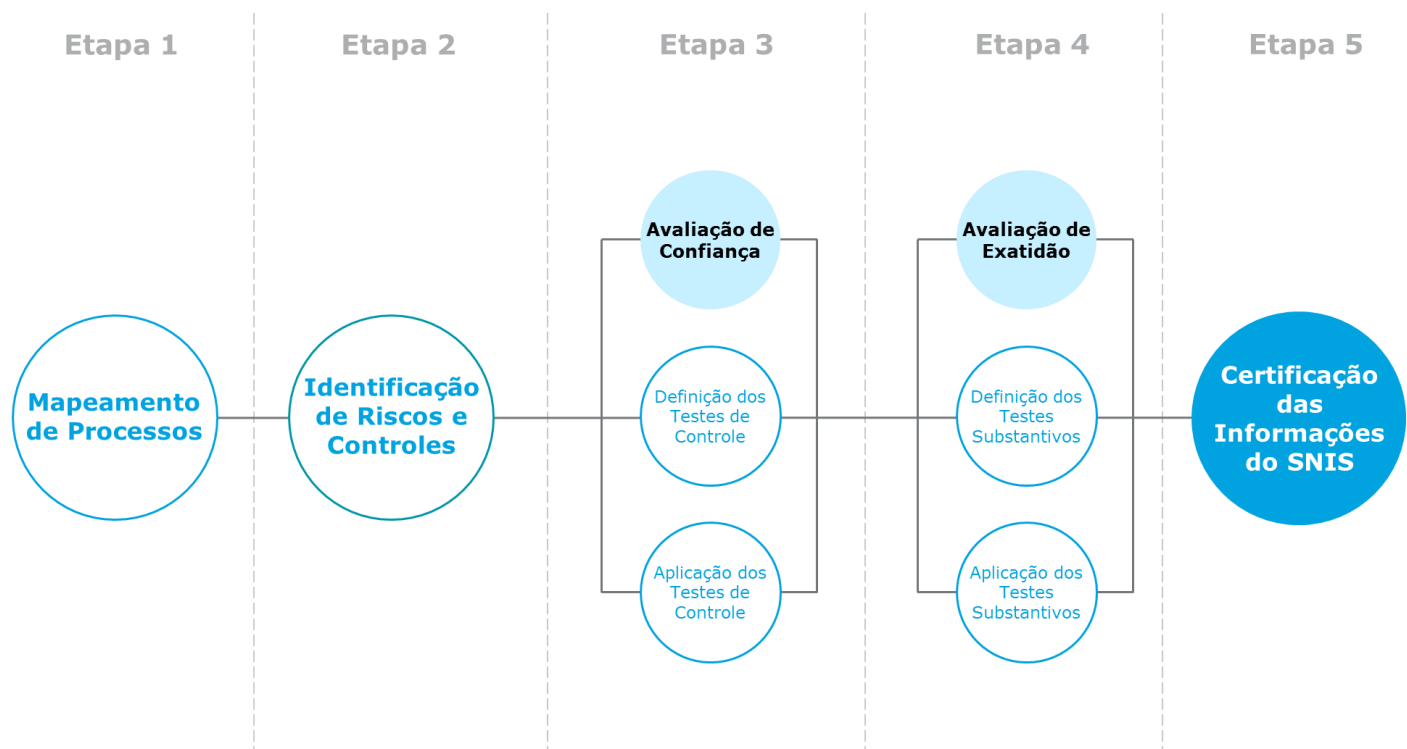 Etapa 1
Etapa 2
Etapa 3
Etapa 4
Etapa 5
Mapeamento
de Processos
Identificação
de Riscos e
Controles
Avaliação de
Confiança
Definição dos
Testes de
Controle
Aplicação dos
Testes de
Controle
Avaliação de
Exatidão
Definição dos
Testes
Substantivos
Aplicação dos
Testes
Substantivos
Certificação
das
Informações
do SNIS